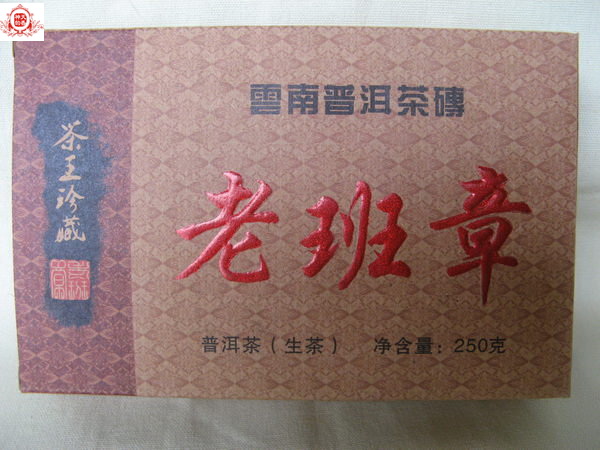 雲南普洱茶磚
茶王珍藏
老班章
普洱茶（生茶） 净含量：250克